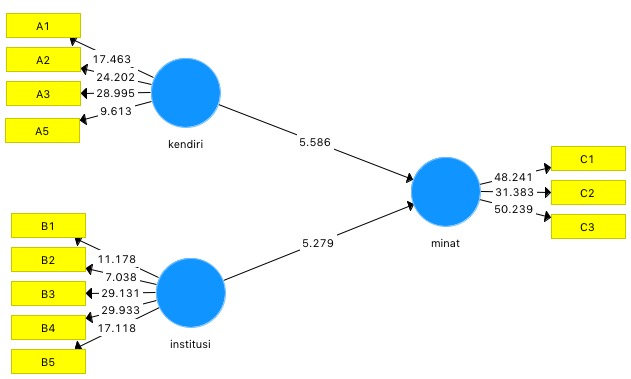 A1
A2
A3
A5
17.463
24.202
28.995
9.613
kendiri
5.586
B1
B2
B3
B4
B5
11.178
7.038
29.131
29.933
17.118
institusi
5.279
minat
48.241
31.383
50.239
C1
C2
C3